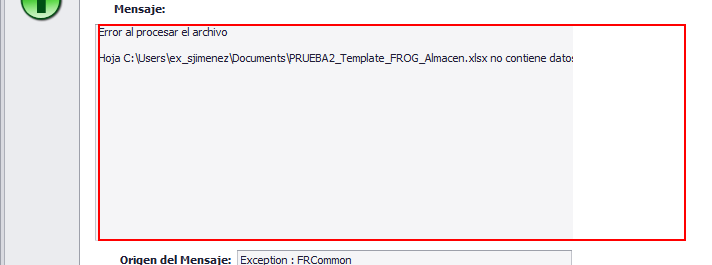 Mensaje:
Error al procesar el archivo
Hoja C:\Users\ex_sjimenez\Documents\PRUEBA2_Template_FROG_Almacen.xlsx no contiene datos
Origen del Mensaje: Exception : FRCommon